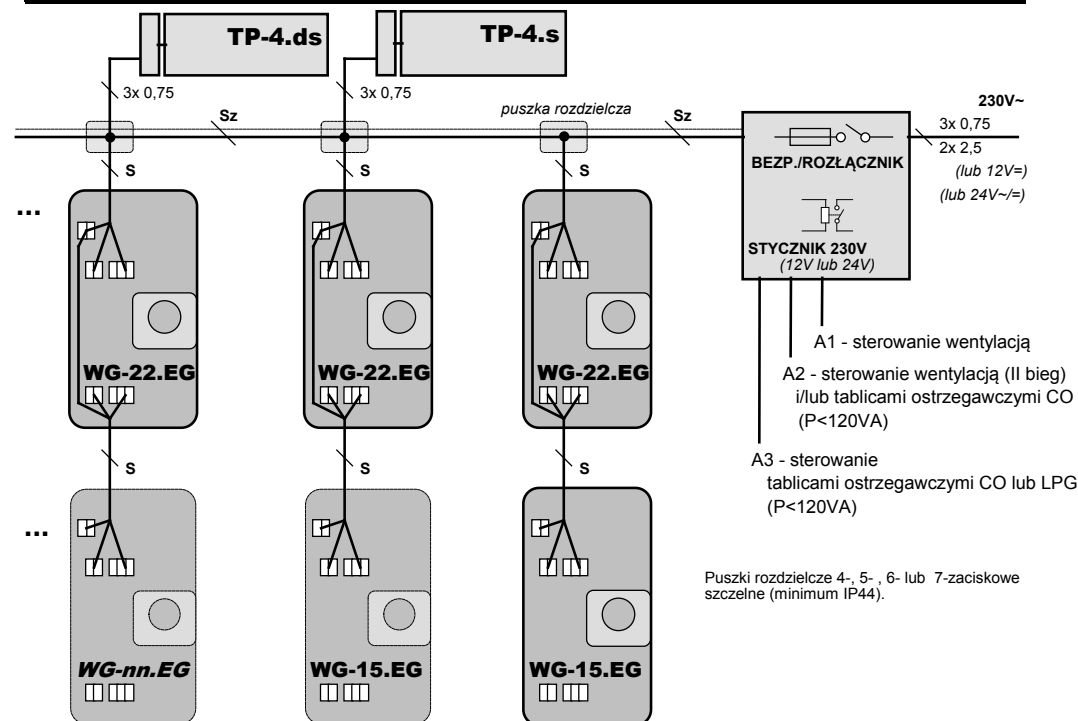 TP-4.ds
TP-4.s
3x 0,75
3x 0,75
Sz
puszka rozdzielcza
Sz
230V~
3x 0,75
2x 2,5
(lub 12V=)
(lub 24V~/=)
BEZP./ROZŁĄCZNIK
STYCZNIK 230V
(12V lub 24V)
S
S
S
...
WG-22.EG
WG-22.EG
WG-22.EG
A1 - sterowanie wentylacją
A2 - sterowanie wentylacją (II bieg)
i/lub tablicami ostrzegawczymi CO
(P<120VA)
A3 - sterowanie
tablicami ostrzegawczymi CO lub LPG
(P<120VA)
S
S
S
...
WG-nn.EG
WG-15.EG
WG-15.EG
Puszki rozdzielcze 4-, 5- , 6- lub 7-zaciskowe
szczelne (minimum IP44).